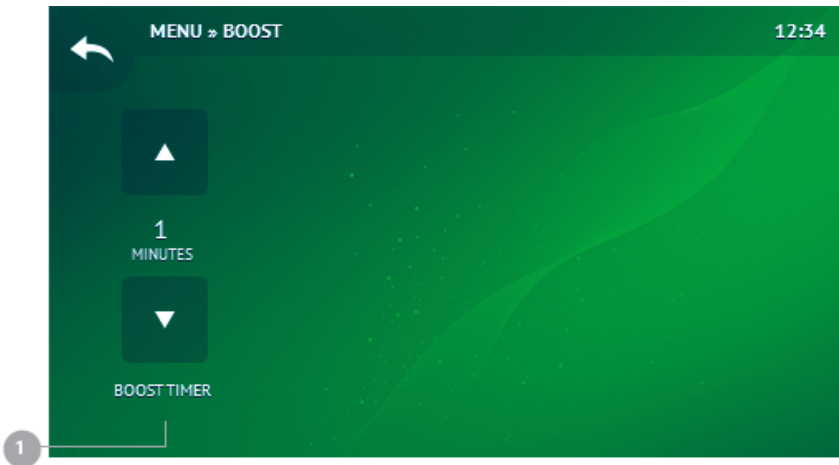 MENU » BOOST
12:34
1
MINUTES
BOOST TIMER
1